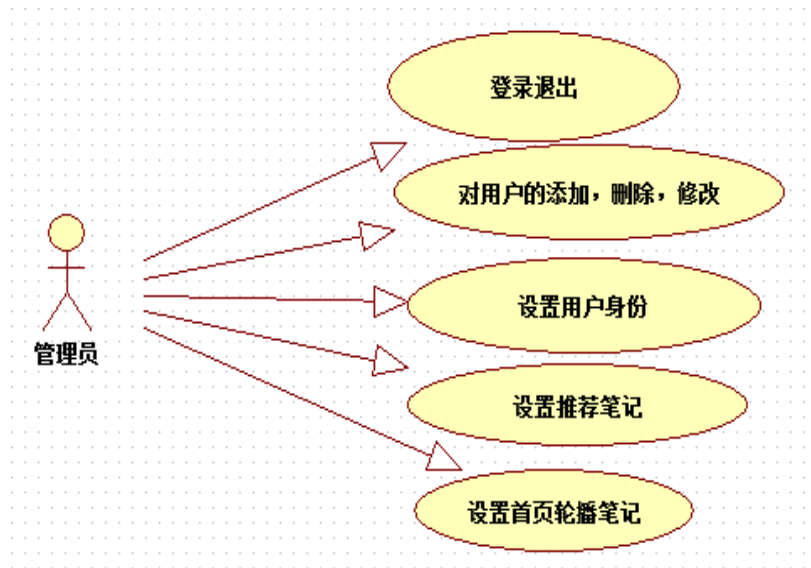 登录退出
对用户的添加，删除，修改
设置用户身份
管理员
设置推荐笔记
设置首页轮播笔记